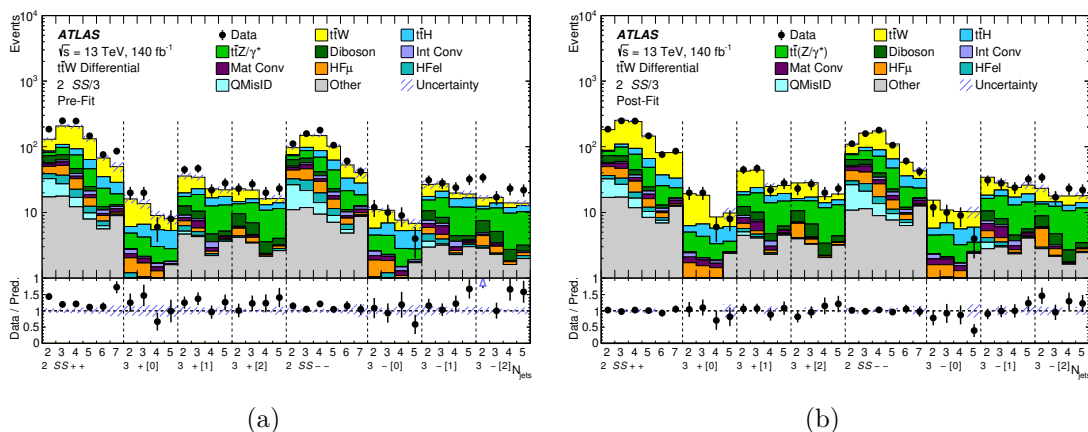 Events
10⁴
10³
10²
10
1
ATLAS
√s = 13 TeV, 140 fb⁻¹
tt̄W Differential
2 SS/3
Pre-Fit
Data
tt̄W
tt̄H
tt̄Z/γ*
Diboson
Int Conv
Mat Conv
HFμ
HFel
QMisID
Other
Uncertainty
Data / Pred.
1.5
1
0.5
0
2 3 4 5 6 7 2 3 4 5 2 3 4 5 2 3 4 5 2 3 4 5 6 7 2 3 4 5 2 3 4 5 2 3 4 5
2 SS++ 3 +[0] 3 +[1] 3 +[2] 2 SS-- 3 -[0] 3 -[1] 3 -[2] N_jets
(a)
Events
10⁴
10³
10²
10
1
ATLAS
√s = 13 TeV, 140 fb⁻¹
tt̄W Differential
2 SS/3
Post-Fit
Data
tt̄W
tt̄H
tt̄(Z/γ*)
Diboson
Int Conv
Mat Conv
HFμ
HFel
QMisID
Other
Uncertainty
Data / Pred.
1.5
1
0.5
0
2 3 4 5 6 7 2 3 4 5 2 3 4 5 2 3 4 5 2 3 4 5 6 7 2 3 4 5 2 3 4 5 2 3 4 5
2 SS++ 3 +[0] 3 +[1] 3 +[2] 2 SS-- 3 -[0] 3 -[1] 3 -[2] N_jets
(b)